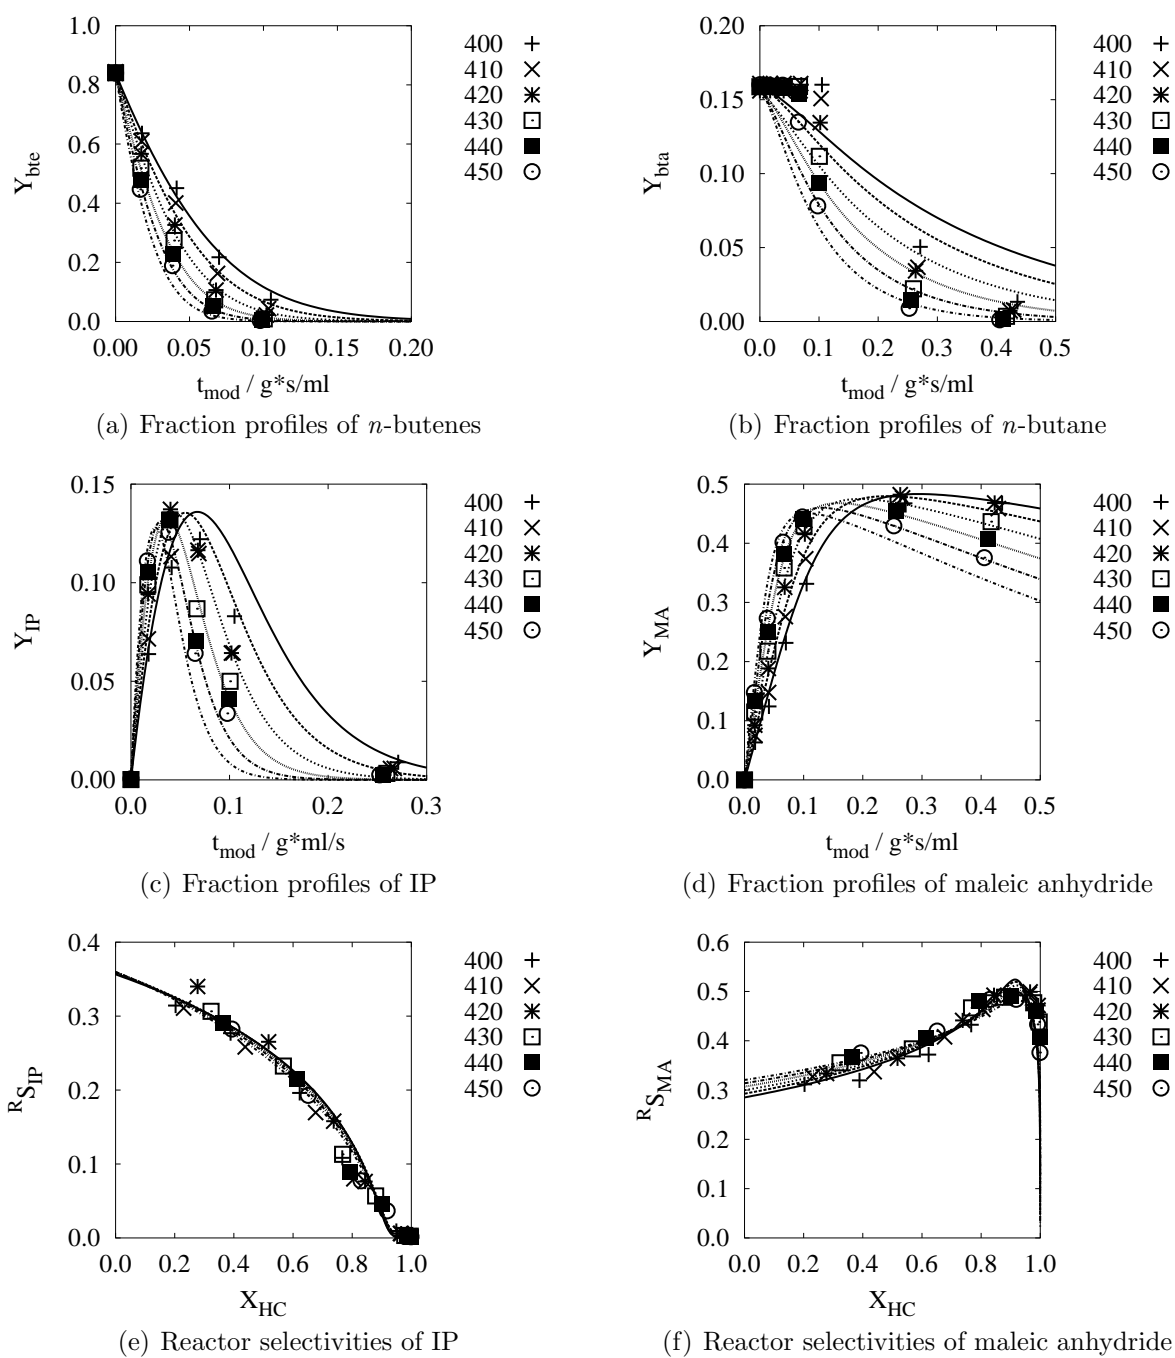 1.0
0.8
0.6
0.4
0.2
0.0
Y_bte
0.00 0.05 0.10 0.15 0.20
t_mod / g*s/ml
400
410
420
430
440
450
(a) Fraction profiles of n-butenes
0.20
0.15
0.10
0.05
0.00
Y_bta
0.0 0.1 0.2 0.3 0.4 0.5
t_mod / g*s/ml
400
410
420
430
440
450
(b) Fraction profiles of n-butane
0.15
0.10
0.05
0.00
Y_IP
0.0 0.1 0.2 0.3
t_mod / g*ml/s
400
410
420
430
440
450
(c) Fraction profiles of IP
0.5
0.4
0.3
0.2
0.1
0.0
Y_MA
0.0 0.1 0.2 0.3 0.4 0.5
t_mod / g*s/ml
400
410
420
430
440
450
(d) Fraction profiles of maleic anhydride
0.4
0.3
0.2
0.1
0.0
^R S_IP
0.0 0.2 0.4 0.6 0.8 1.0
X_HC
400
410
420
430
440
450
(e) Reactor selectivities of IP
0.6
0.5
0.4
0.3
0.2
0.1
0.0
^R S_MA
0.0 0.2 0.4 0.6 0.8 1.0
X_HC
400
410
420
430
440
450
(f) Reactor selectivities of maleic anhydride